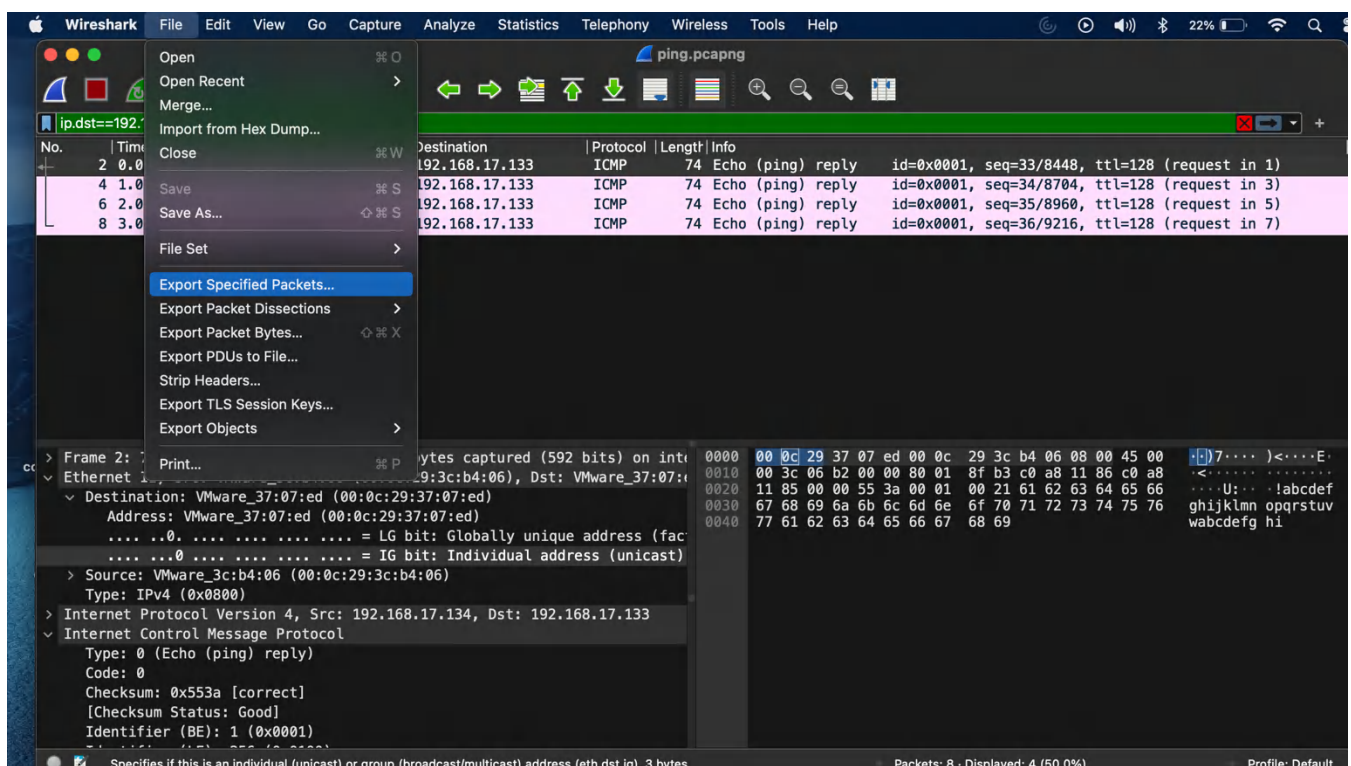 Wireshark File Edit View Go Capture Analyze Statistics Telephony Wireless Tools Help 22%
ping.pcapng
Open ⌘ O
Open Recent >
Merge...
Import from Hex Dump...
Close ⌘ W
Save ⌘ S
Save As... ⇧ ⌘ S
File Set >
Export Specified Packets...
Export Packet Dissections >
Export Packet Bytes... ⇧ ⌘ X
Export PDUs to File...
Strip Headers...
Export TLS Session Keys...
Export Objects >
Print... ⌘ P
ip.dst==192.
No. Time Destination Protocol Length Info
2 0.0 192.168.17.133 ICMP 74 Echo (ping) reply id=0x0001, seq=33/8448, ttl=128 (request in 1)
4 1.0 192.168.17.133 ICMP 74 Echo (ping) reply id=0x0001, seq=34/8704, ttl=128 (request in 3)
6 2.0 192.168.17.133 ICMP 74 Echo (ping) reply id=0x0001, seq=35/8960, ttl=128 (request in 5)
8 3.0 192.168.17.133 ICMP 74 Echo (ping) reply id=0x0001, seq=36/9216, ttl=128 (request in 7)
> Frame 2: ytes captured (592 bits) on inte
Ethernet 29:3c:b4:06), Dst: VMware_37:07:
Destination: VMware_37:07:ed (00:0c:29:37:07:ed)
Address: VMware_37:07:ed (00:0c:29:37:07:ed)
.... ..0. .... .... .... .... = LG bit: Globally unique address (fac
.... ...0 .... .... .... .... = IG bit: Individual address (unicast)
> Source: VMware_3c:b4:06 (00:0c:29:3c:b4:06)
Type: IPv4 (0x0800)
> Internet Protocol Version 4, Src: 192.168.17.134, Dst: 192.168.17.133
Internet Control Message Protocol
Type: 0 (Echo (ping) reply)
Code: 0
Checksum: 0x553a [correct]
[Checksum Status: Good]
Identifier (BE): 1 (0x0001)
0000 00 0c 29 37 07 ed 00 0c 29 3c b4 06 08 00 45 00 ··)7···· )<····E·
0010 00 3c 06 b2 00 00 80 01 8f b3 c0 a8 11 86 c0 a8 ·<······ ········
0020 11 85 00 00 55 3a 00 01 00 21 61 62 63 64 65 66 ····U:·· ·!abcdef
0030 67 68 69 6a 6b 6c 6d 6e 6f 70 71 72 73 74 75 76 ghijklmn opqrstuv
0040 77 61 62 63 64 65 66 67 68 69 wabcdefg hi
Specifies if this is an individual (unicast) or group (broadcast/multicast) address (eth.dst.ig), 3 bytes Packets: 8 · Displayed: 4 (50.0%) Profile: Default